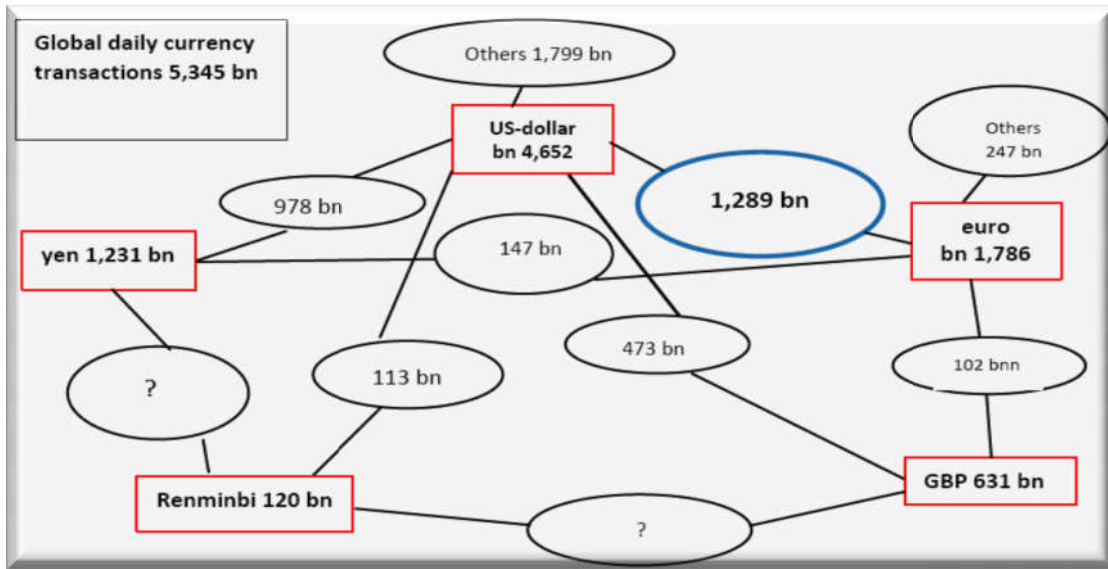 Global daily currency
transactions 5,345 bn
Others 1,799 bn
US-dollar
bn 4,652
Others
247 bn
978 bn
1,289 bn
euro
bn 1,786
yen 1,231 bn
147 bn
473 bn
102 bnn
?
113 bn
Renminbi 120 bn
GBP 631 bn
?